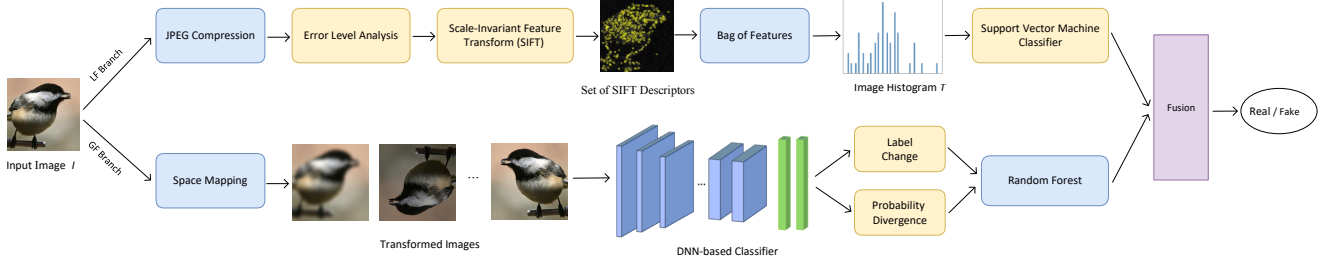 LF Branch
JPEG Compression
Error Level Analysis
Scale-Invariant Feature
Transform (SIFT)
Set of SIFT Descriptors
Bag of Features
Image Histogram T
Support Vector Machine
Classifier
Fusion
Real / Fake
Input Image I
GF Branch
Space Mapping
...
Transformed Images
...
DNN-based Classifier
Label
Change
Probability
Divergence
Random Forest